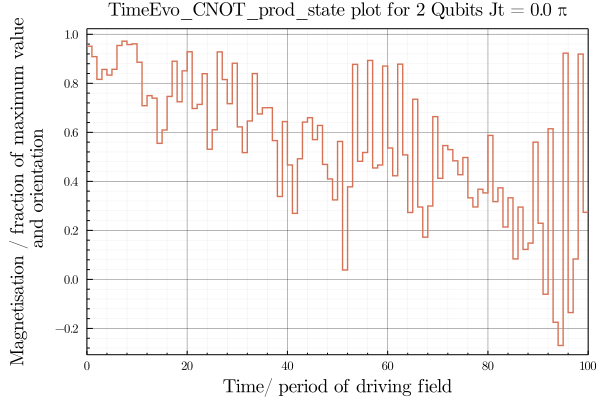 TimeEvo_CNOT_prod_state plot for 2 Qubits Jt = 0.0 π
Magnetisation / fraction of maximum value
and orientation
1.0
0.8
0.6
0.4
0.2
0.0
−0.2
0 20 40 60 80 100
Time/ period of driving field